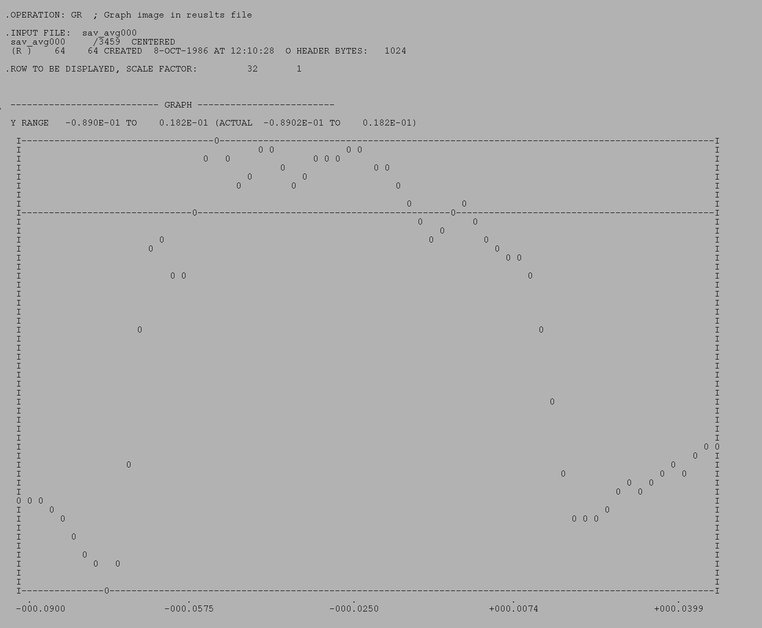 .OPERATION: GR  ; Graph image in reuslts file
.INPUT FILE:  sav_avg000
sav_avg000     /3459  CENTERED
(R )    64    64 CREATED  8-OCT-1986 AT 12:10:28  O HEADER BYTES:   1024
.ROW TO BE DISPLAYED, SCALE FACTOR:         32       1
--------------------------- GRAPH -------------------------
Y RANGE   -0.890E-01 TO    0.182E-01 (ACTUAL  -0.8902E-01 TO    0.182E-01)
-000.0900 -000.0575 -000.0250 +000.0074 +000.0399